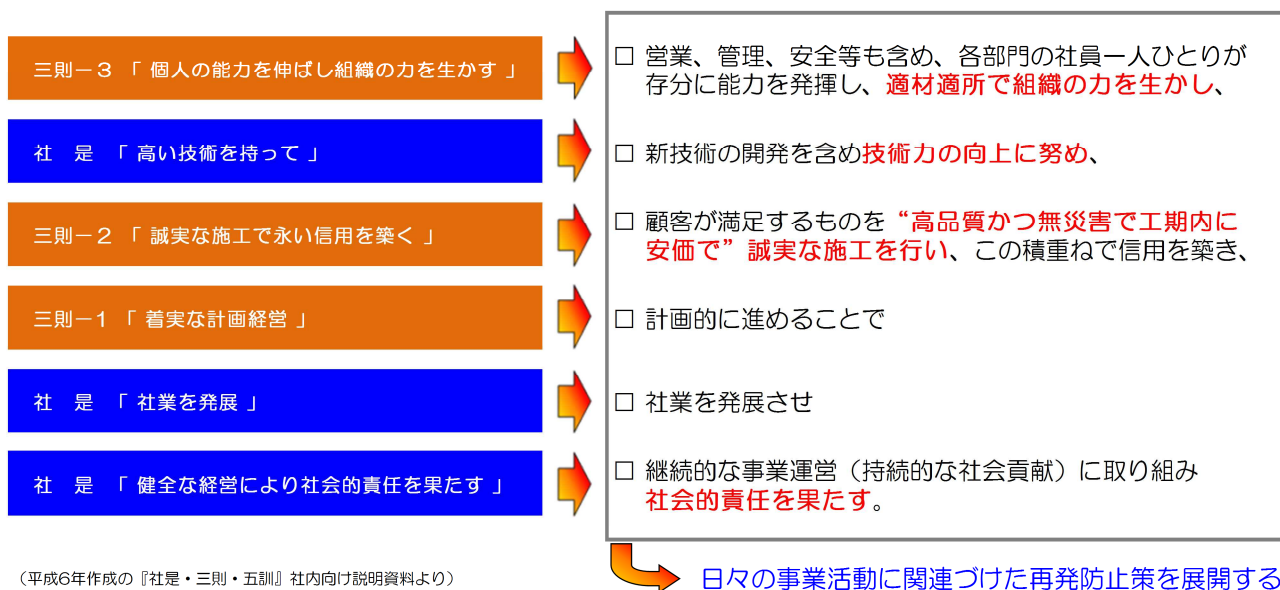 三則－3 「 個人の能力を伸ばし組織の力を生かす 」
□ 営業、管理、安全等も含め、各部門の社員一人ひとりが
存分に能力を発揮し、適材適所で組織の力を生かし、
社　是 「 高い技術を持って 」
□ 新技術の開発を含め技術力の向上に努め、
三則－2 「 誠実な施工で永い信用を築く 」
□ 顧客が満足するものを “高品質かつ無災害で工期内に
安価で” 誠実な施工を行い、この積重ねで信用を築き、
三則－1 「 着実な計画経営 」
□ 計画的に進めることで
社　是 「 社業を発展 」
□ 社業を発展させ
社　是 「 健全な経営により社会的責任を果たす 」
□ 継続的な事業運営（持続的な社会貢献）に取り組み
社会的責任を果たす。
（平成6年作成の『社是・三則・五訓』社内向け説明資料より）
日々の事業活動に関連づけた再発防止策を展開する